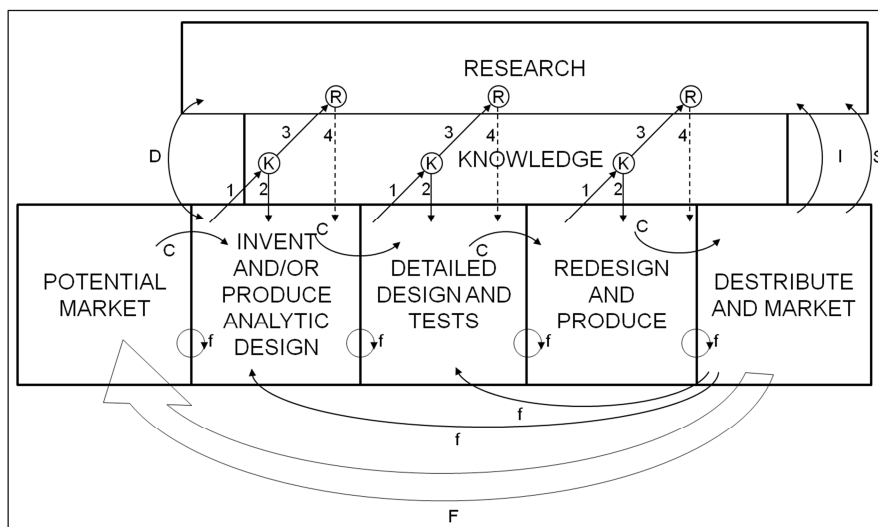 RESEARCH
R
R
R
3
4
3
4
3
4
D
K
K
KNOWLEDGE
K
I
S
1
2
1
2
1
2
C
C
C
C
POTENTIAL
MARKET
INVENT
AND/OR
PRODUCE
ANALYTIC
DESIGN
DETAILED
DESIGN AND
TESTS
REDESIGN
AND
PRODUCE
DESTRIBUTE
AND MARKET
f
f
f
f
f
f
F